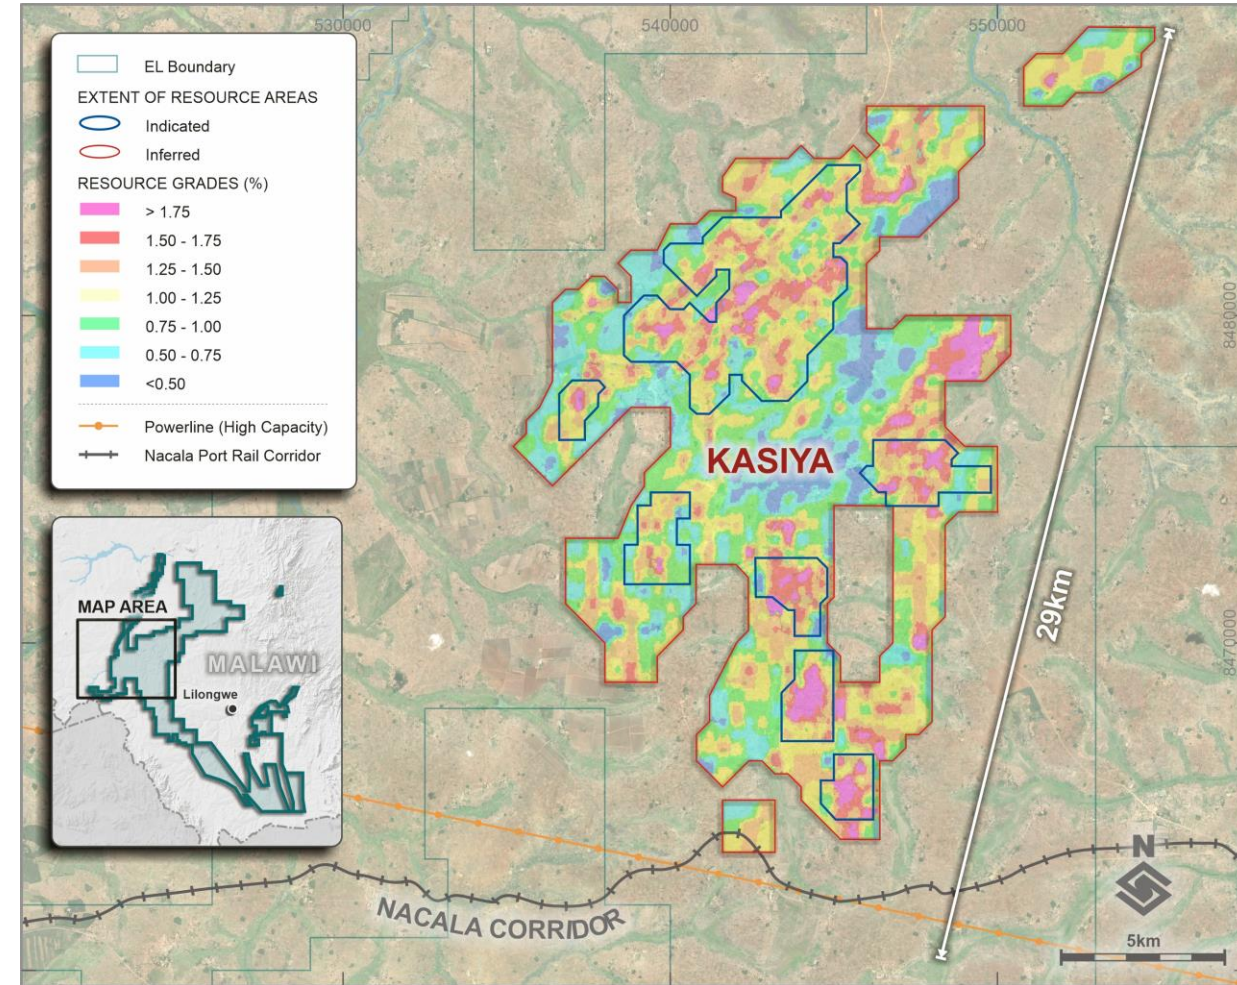 530000
540000
550000
EL Boundary
EXTENT OF RESOURCE AREAS
Indicated
Inferred
RESOURCE GRADES (%)
> 1.75
1.50 - 1.75
1.25 - 1.50
1.00 - 1.25
0.75 - 1.00
0.50 - 0.75
<0.50
Powerline (High Capacity)
Nacala Port Rail Corridor
8480000
KASIYA
29km
8470000
MAP AREA
MALAWI
Lilongwe
NACALA CORRIDOR
N
5km